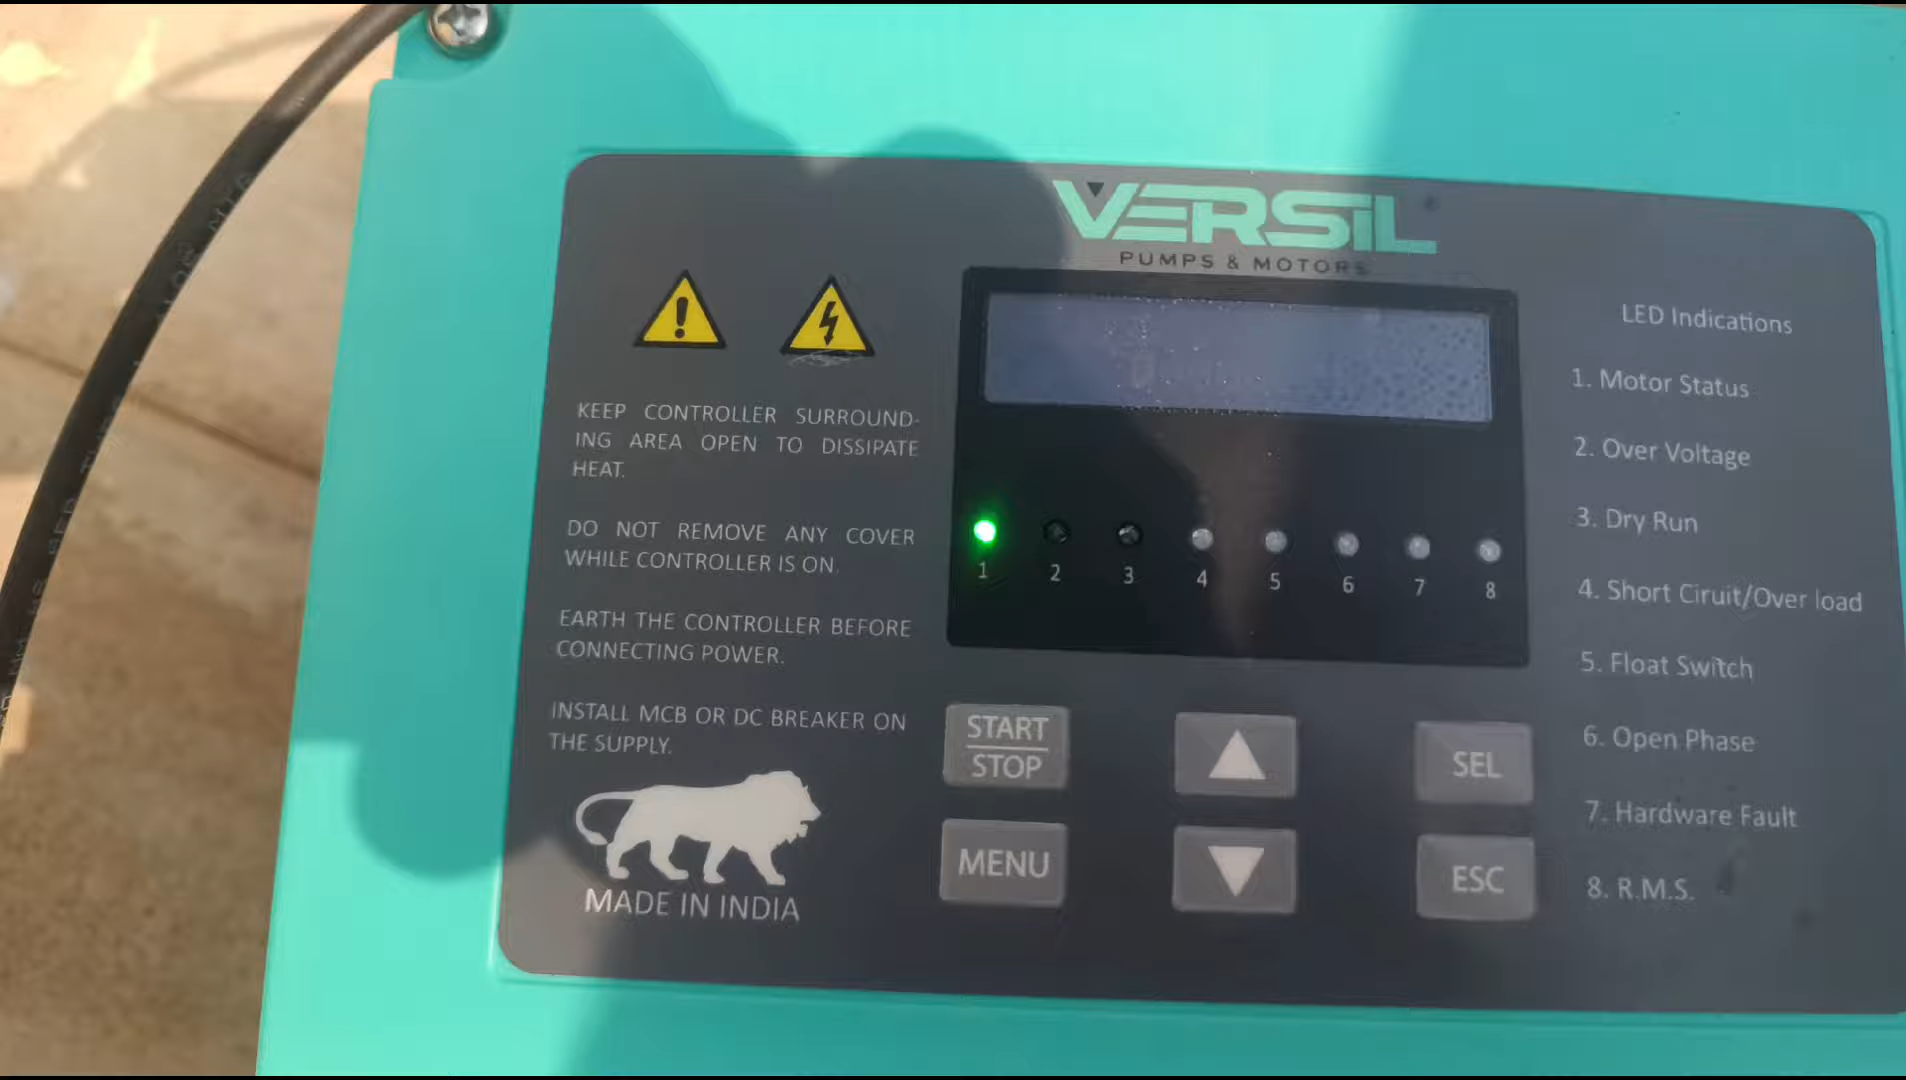 VERSIL
PUMPS & MOTORS
KEEP CONTROLLER SURROUND-
ING AREA OPEN TO DISSIPATE
HEAT.
DO NOT REMOVE ANY COVER
WHILE CONTROLLER IS ON.
EARTH THE CONTROLLER BEFORE
CONNECTING POWER.
INSTALL MCB OR DC BREAKER ON
THE SUPPLY.
MADE IN INDIA
1 2 3 4 5 6 7 8
START
STOP
SEL
MENU
ESC
LED Indications
1. Motor Status
2. Over Voltage
3. Dry Run
4. Short Ciruit/Over load
5. Float Switch
6. Open Phase
7. Hardware Fault
8. R.M.S.